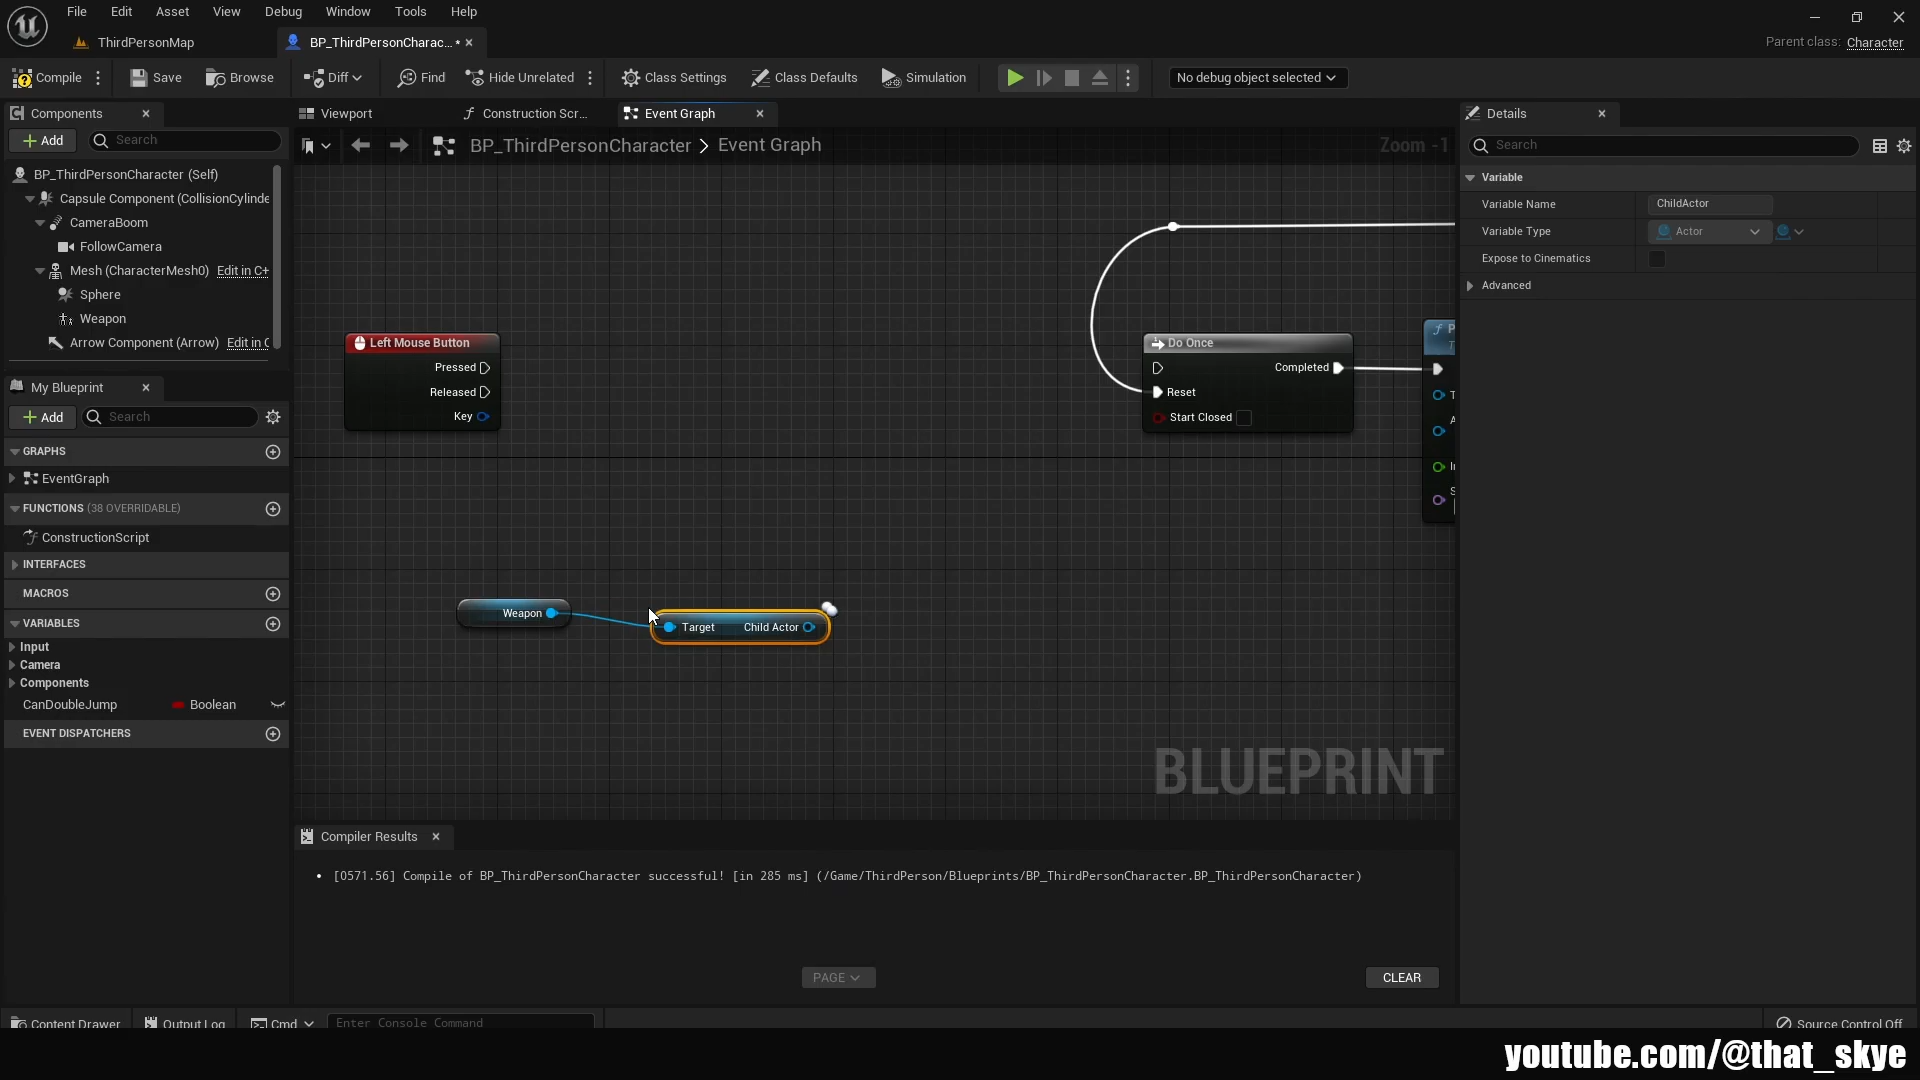 File Edit Asset View Debug Window Tools Help
ThirdPersonMap
BP_ThirdPersonCharac... *
Parent class: Character
Compile
Save
Browse
Diff
Find
Hide Unrelated
Class Settings
Class Defaults
Simulation
No debug object selected
Components
Add
Search
BP_ThirdPersonCharacter (Self)
Capsule Component (CollisionCylinde
CameraBoom
FollowCamera
Mesh (CharacterMesh0) Edit in C+
Sphere
Weapon
Arrow Component (Arrow) Edit in C
My Blueprint
Add
Search
GRAPHS
EventGraph
FUNCTIONS (38 OVERRIDABLE)
ConstructionScript
INTERFACES
MACROS
VARIABLES
Input
Camera
Components
CanDoubleJump Boolean
EVENT DISPATCHERS
Viewport
Construction Scr...
Event Graph
BP_ThirdPersonCharacter > Event Graph
Zoom -1
Left Mouse Button
Pressed
Released
Key
Do Once
Completed
Reset
Start Closed
P
T
T
A
I
S
Weapon
Target Child Actor
BLUEPRINT
Compiler Results
• [0571.56] Compile of BP_ThirdPersonCharacter successful! [in 285 ms] (/Game/ThirdPerson/Blueprints/BP_ThirdPersonCharacter.BP_ThirdPersonCharacter)
PAGE
CLEAR
Details
Search
Variable
Variable Name ChildActor
Variable Type Actor
Expose to Cinematics
Advanced
Content Drawer
Output Log
Cmd
Enter Console Command
Source Control Off
youtube.com/@that_skye